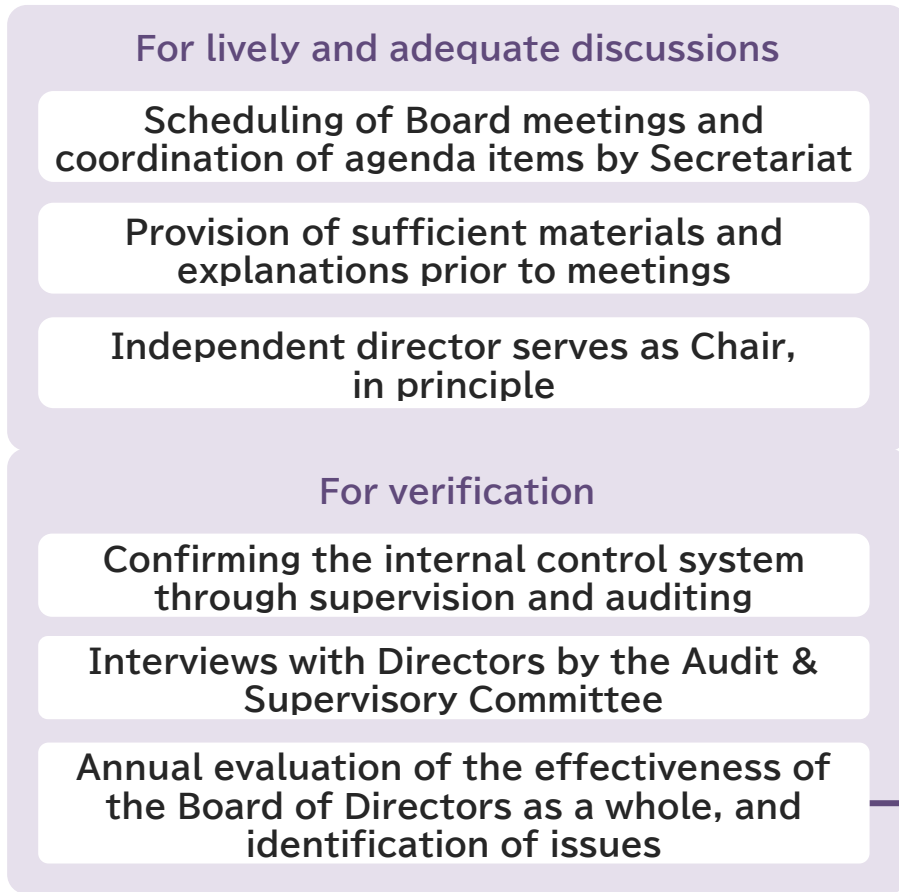 For lively and adequate discussions
Scheduling of Board meetings and
coordination of agenda items by Secretariat
Provision of sufficient materials and
explanations prior to meetings
Independent director serves as Chair,
in principle
For verification
Confirming the internal control system
through supervision and auditing
Interviews with Directors by the Audit &
Supervisory Committee
Annual evaluation of the effectiveness of
the Board of Directors as a whole, and
identification of issues